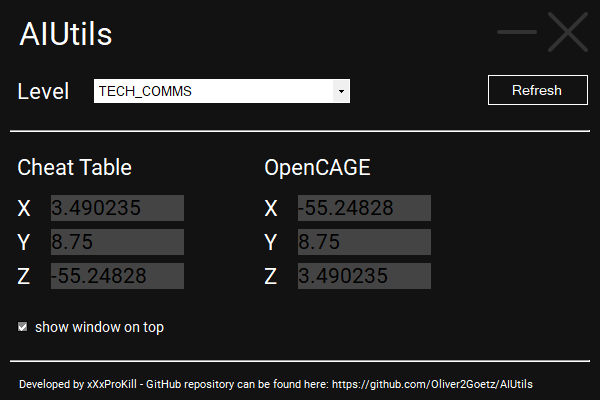 AIUtils
Level TECH_COMMS Refresh
Cheat Table OpenCAGE
X 3.490235 X -55.24828
Y 8.75 Y 8.75
Z -55.24828 Z 3.490235
show window on top
Developed by xXxProKill - GitHub repository can be found here: https://github.com/Oliver2Goetz/AIUtils